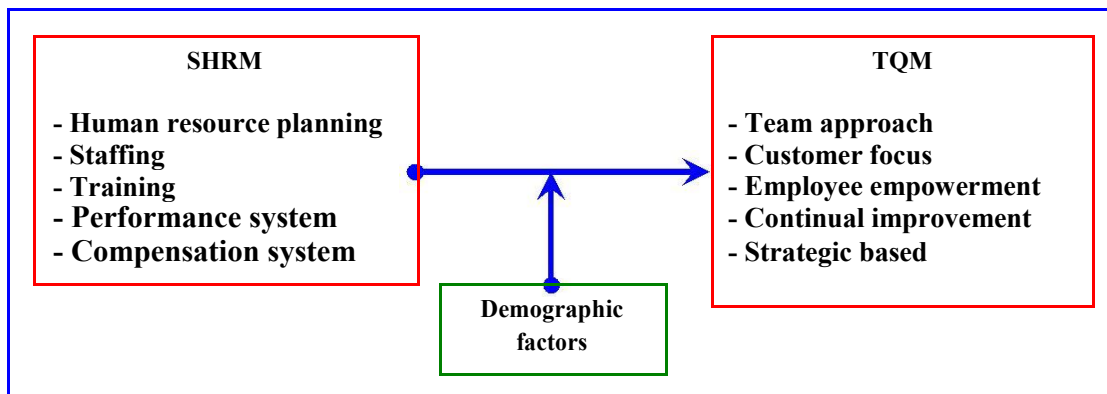 SHRM
- Human resource planning
- Staffing
- Training
- Performance system
- Compensation system
TQM
- Team approach
- Customer focus
- Employee empowerment
- Continual improvement
- Strategic based
Demographic
factors